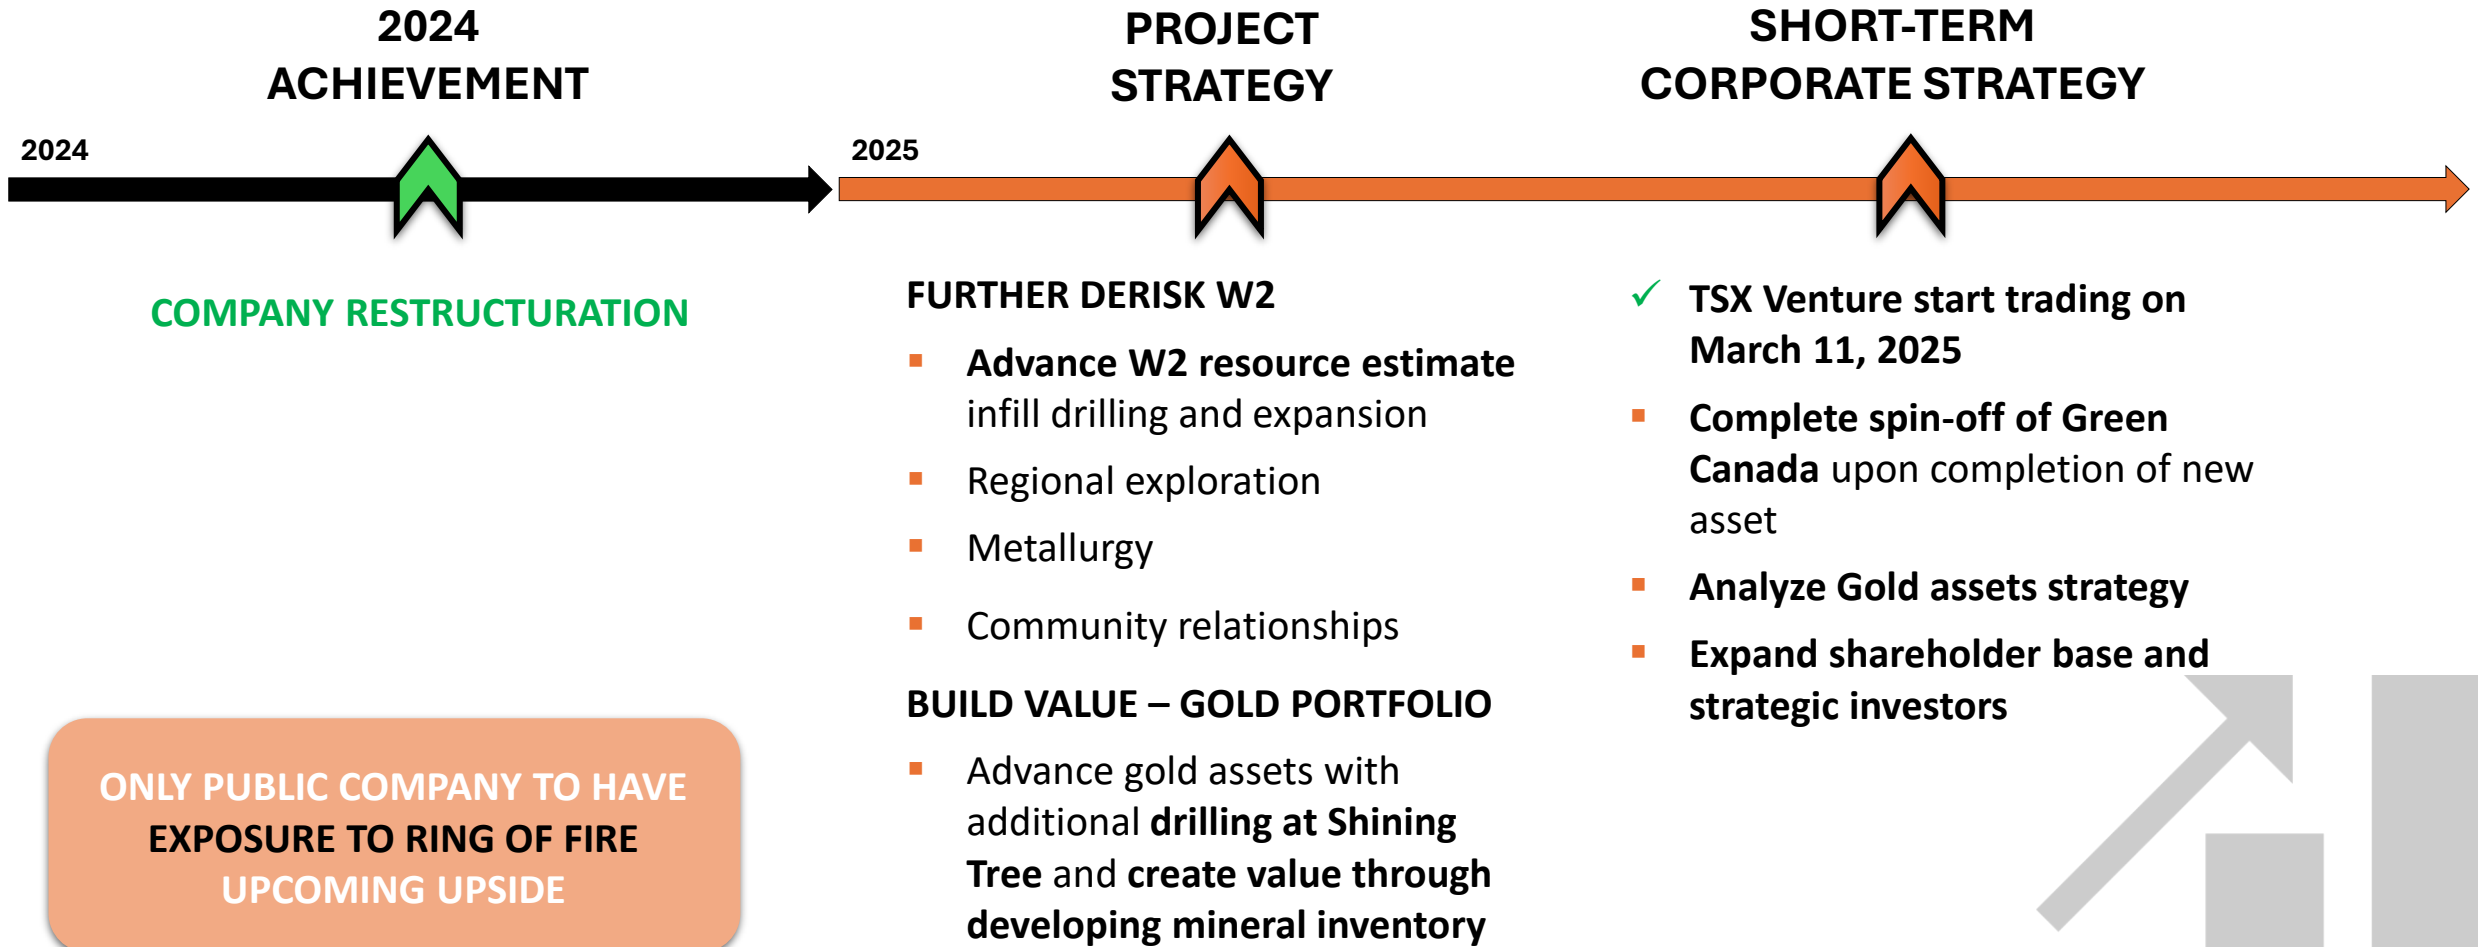 2024
ACHIEVEMENT
PROJECT
STRATEGY
SHORT-TERM
CORPORATE STRATEGY
2024
2025
COMPANY RESTRUCTURATION
ONLY PUBLIC COMPANY TO HAVE
EXPOSURE TO RING OF FIRE
UPCOMING UPSIDE
FURTHER DERISK W2
▪ Advance W2 resource estimate
infill drilling and expansion
▪ Regional exploration
▪ Metallurgy
▪ Community relationships
BUILD VALUE – GOLD PORTFOLIO
▪ Advance gold assets with
additional drilling at Shining
Tree and create value through
developing mineral inventory
✓ TSX Venture start trading on
March 11, 2025
▪ Complete spin-off of Green
Canada upon completion of new
asset
▪ Analyze Gold assets strategy
▪ Expand shareholder base and
strategic investors